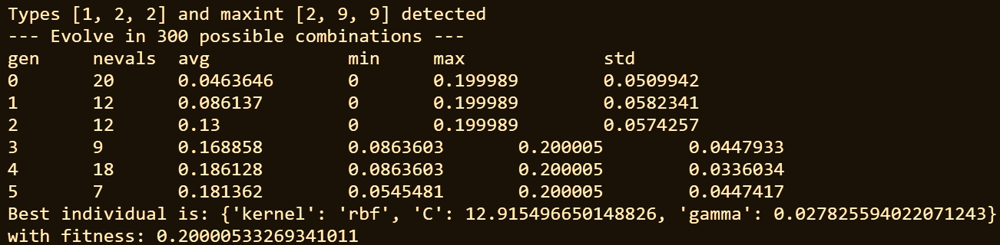 Types [1, 2, 2] and maxint [2, 9, 9] detected
--- Evolve in 300 possible combinations ---
gen nevals avg min max std
0 20 0.0463646 0 0.199989 0.0509942
1 12 0.086137 0 0.199989 0.0582341
2 12 0.13 0 0.199989 0.0574257
3 9 0.168858 0.0863603 0.200005 0.0447933
4 18 0.186128 0.0863603 0.200005 0.0336034
5 7 0.181362 0.0545481 0.200005 0.0447417
Best individual is: {'kernel': 'rbf', 'C': 12.915496650148826, 'gamma': 0.027825594022071243}
with fitness: 0.20000533269341011